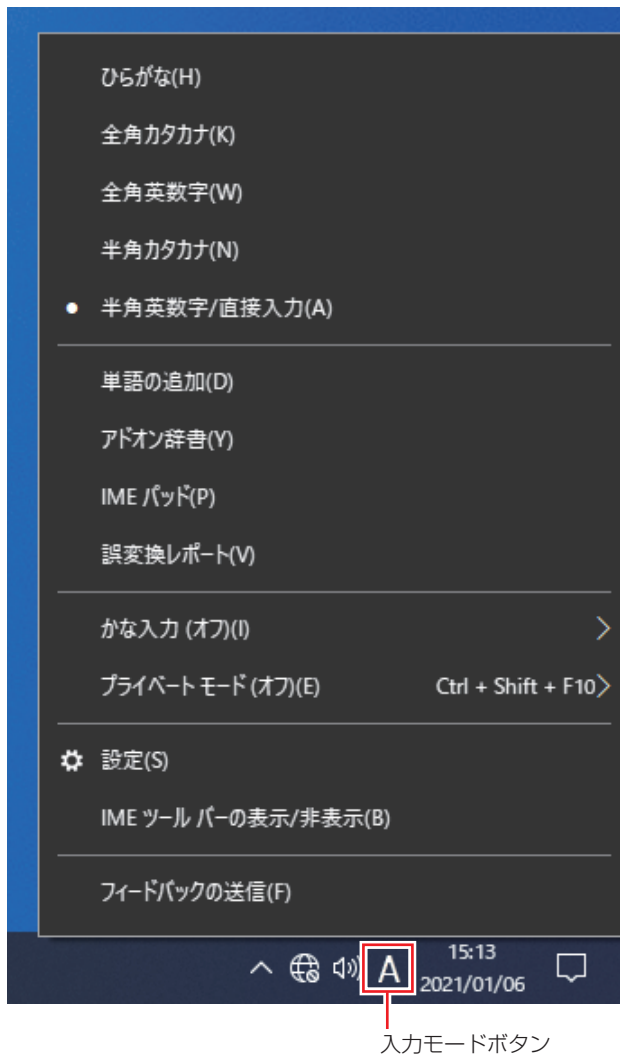 ひらがな(H)
全角カタカナ(K)
全角英数字(W)
半角カタカナ(N)
半角英数字/直接入力(A)
単語の追加(D)
アドオン辞書(Y)
IME パッド(P)
誤変換レポート(V)
かな入力 (オフ)(I)
プライベート モード (オフ)(E) Ctrl + Shift + F10
設定(S)
IME ツール バーの表示/非表示(B)
フィードバックの送信(F)
A 15:13
2021/01/06
入力モードボタン